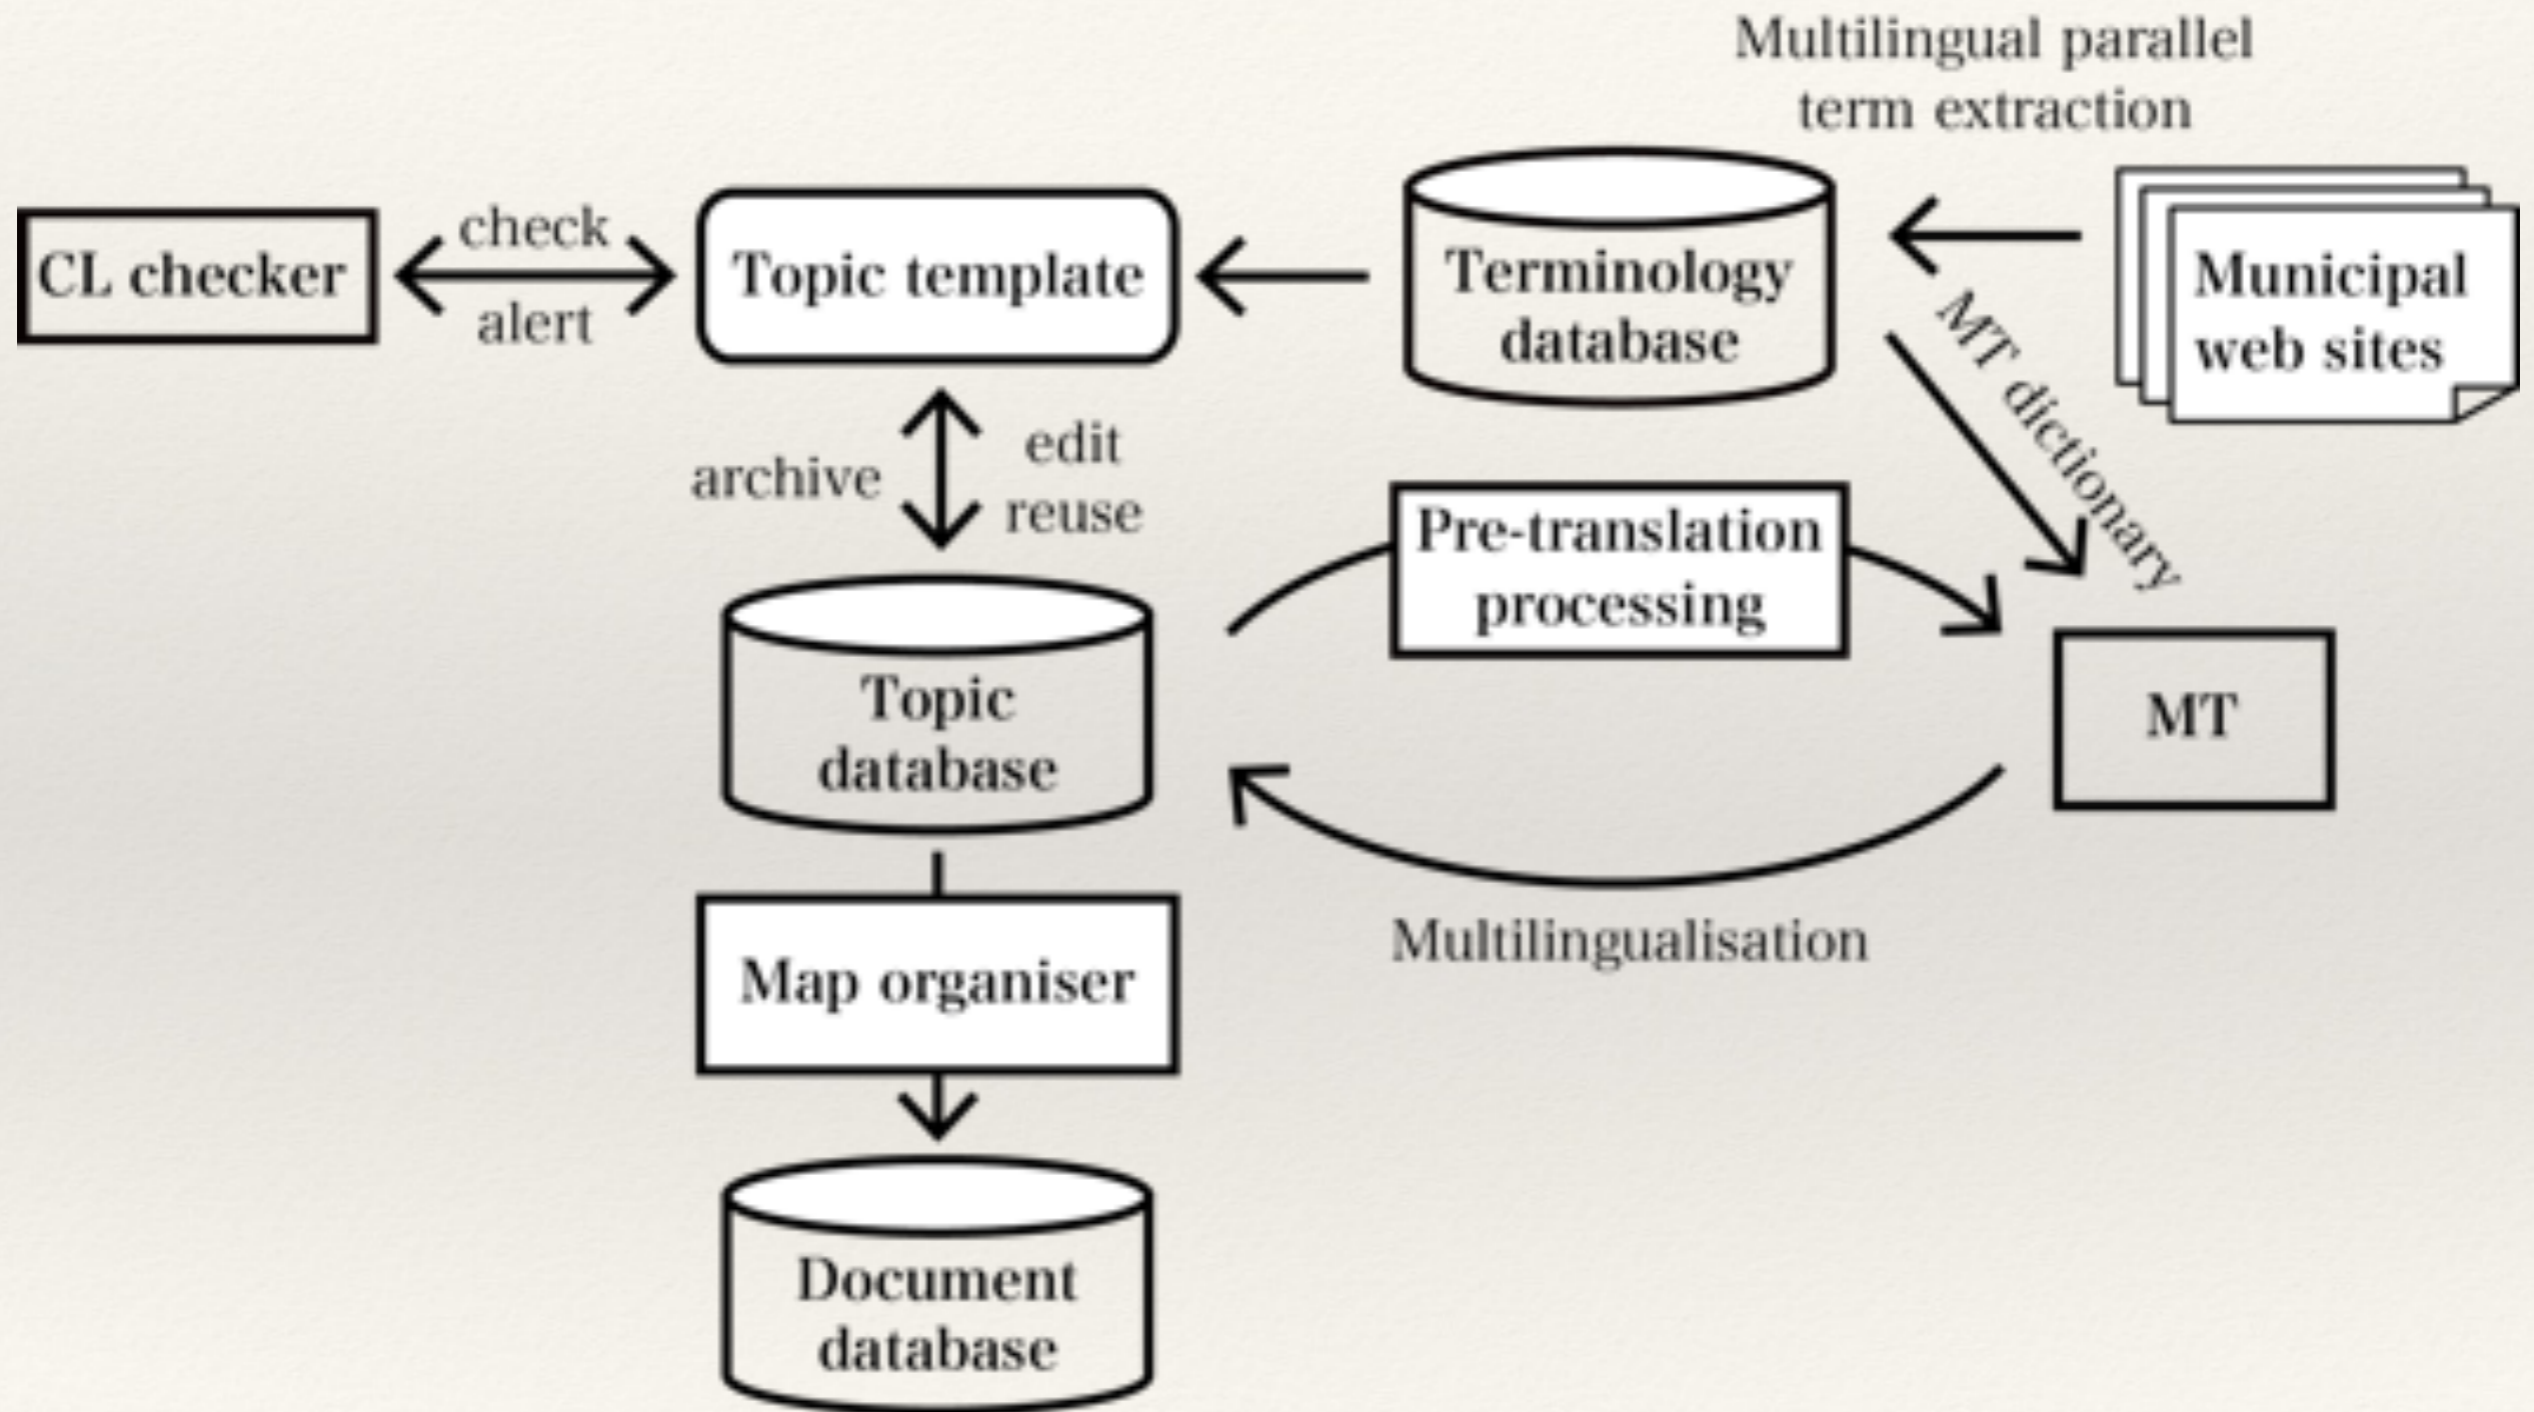 Multilingual parallel
term extraction
CL checker
check
alert
Topic template
Terminology
database
Municipal
web sites
MT dictionary
archive
edit
reuse
Pre-translation
processing
Topic
database
MT
Multilingualisation
Map organiser
Document
database